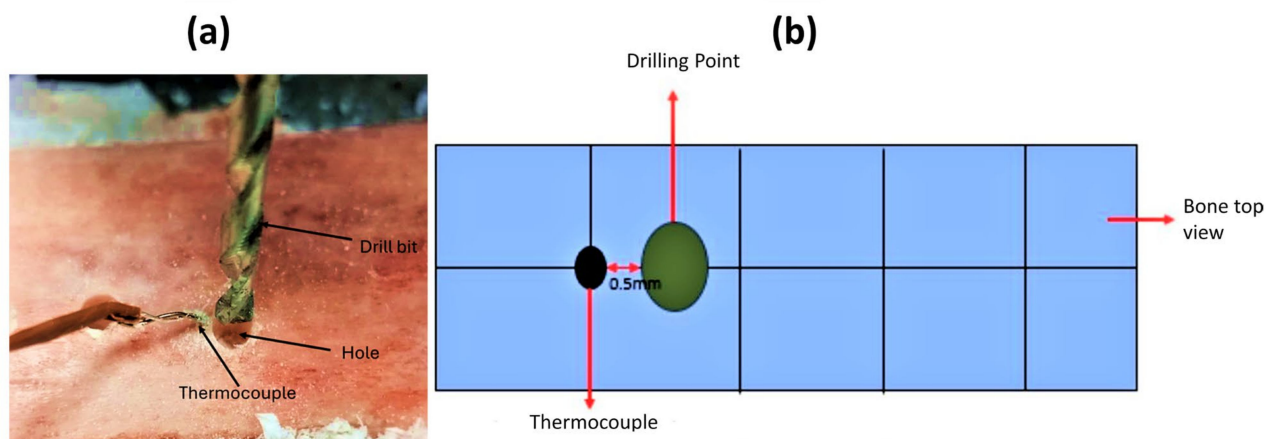 (a)
Drill bit
Hole
Thermocouple
(b)
Drilling Point
0.5mm
Bone top
view
Thermocouple